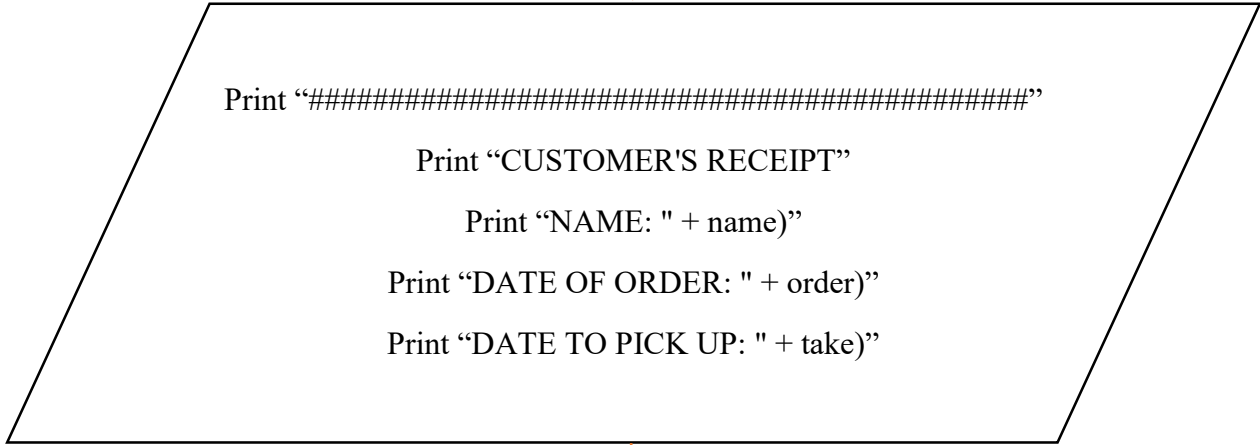 Print “#############################################”
Print “CUSTOMER'S RECEIPT”
Print “NAME: " + name)”
Print “DATE OF ORDER: " + order)”
Print “DATE TO PICK UP: " + take)”